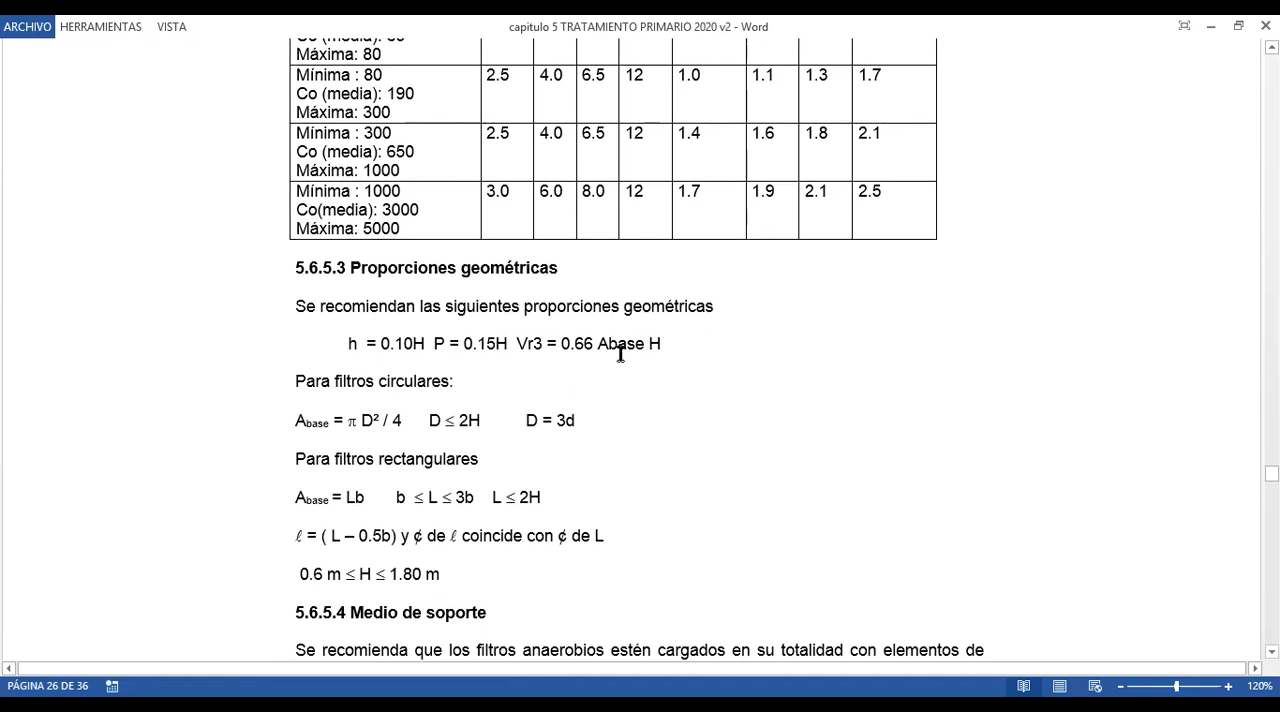 ARCHIVO HERRAMIENTAS VISTA capitulo 5 TRATAMIENTO PRIMARIO 2020 v2 - Word
Máxima: 80
Mínima : 80 2.5 4.0 6.5 12 1.0 1.1 1.3 1.7
Co (media): 190
Máxima: 300
Mínima : 300 2.5 4.0 6.5 12 1.4 1.6 1.8 2.1
Co (media): 650
Máxima: 1000
Mínima : 1000 3.0 6.0 8.0 12 1.7 1.9 2.1 2.5
Co(media): 3000
Máxima: 5000
5.6.5.3 Proporciones geométricas
Se recomiendan las siguientes proporciones geométricas
h = 0.10H P = 0.15H Vr3 = 0.66 Abase H
Para filtros circulares:
Abase = π D² / 4 D ≤ 2H D = 3d
Para filtros rectangulares
Abase = Lb b ≤ L ≤ 3b L ≤ 2H
ℓ = ( L – 0.5b) y ¢ de ℓ coincide con ¢ de L
0.6 m ≤ H ≤ 1.80 m
5.6.5.4 Medio de soporte
Se recomienda que los filtros anaerobios estén cargados en su totalidad con elementos de
PÁGINA 26 DE 36 120%